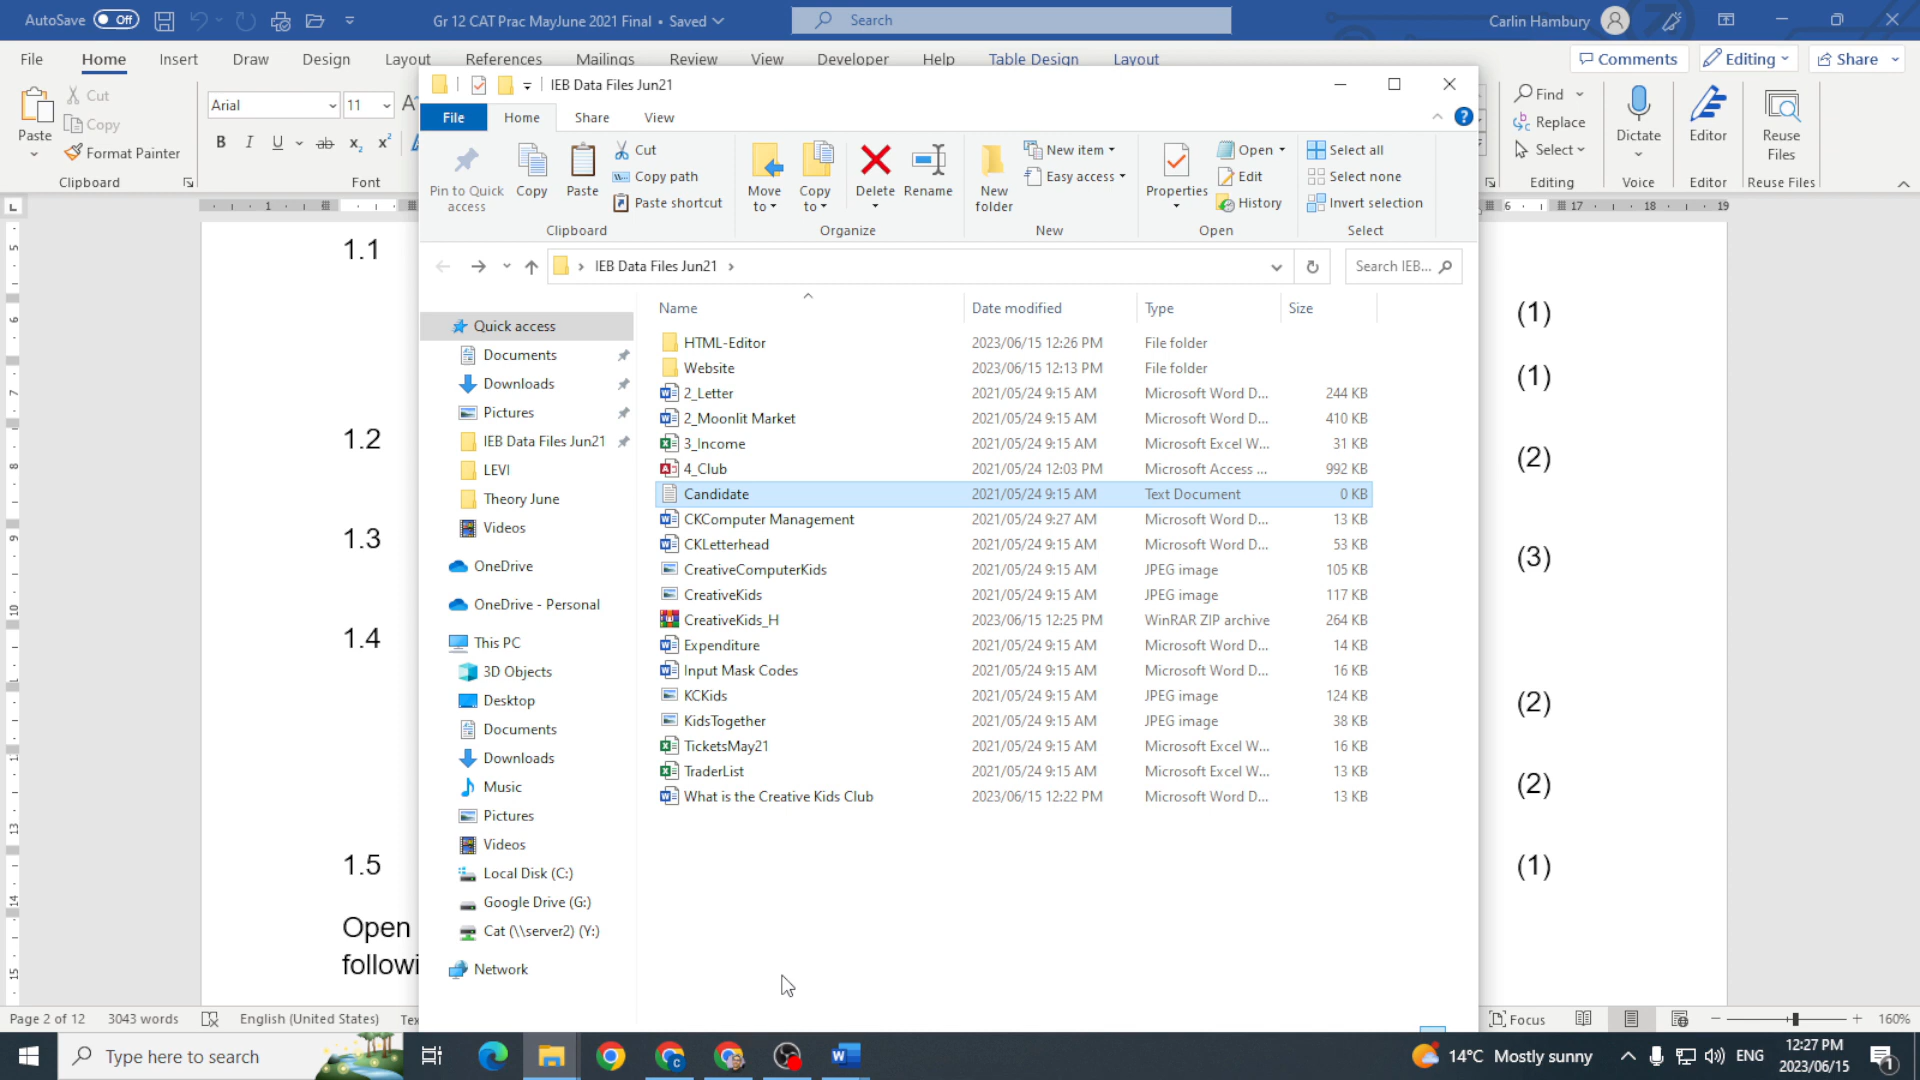 AutoSave Off Gr 12 CAT Prac MayJune 2021 Final • Saved Search Carlin Hambury
File Home Insert Draw Design Layout References Mailings Review View Developer Help Table Design Layout Comments Editing Share
IEB Data Files Jun21
File Home Share View
Paste Cut Copy Format Painter Clipboard
Arial 11 Font
B I U ab
Pin to Quick access Copy Paste Cut Copy path Paste shortcut Clipboard
Move to Copy to Delete Rename Organize
New folder New item Easy access New
Properties Open Edit History Open
Select all Select none Invert selection Select
Find Replace Select Editing
Dictate Voice
Editor Editor
Reuse Files Reuse Files
1 6 17 18 19
IEB Data Files Jun21 Search IEB...
Name Date modified Type Size
Quick access
Documents
Downloads
Pictures
IEB Data Files Jun21
LEVI
Theory June
Videos
OneDrive
OneDrive - Personal
This PC
3D Objects
Desktop
Documents
Downloads
Music
Pictures
Videos
Local Disk (C:)
Google Drive (G:)
Cat (\\server2) (Y:)
Network
HTML-Editor 2023/06/15 12:26 PM File folder
Website 2023/06/15 12:13 PM File folder
2_Letter 2021/05/24 9:15 AM Microsoft Word D... 244 KB
2_Moonlit Market 2021/05/24 9:15 AM Microsoft Word D... 410 KB
3_Income 2021/05/24 9:15 AM Microsoft Excel W... 31 KB
4_Club 2021/05/24 12:03 PM Microsoft Access ... 992 KB
Candidate 2021/05/24 9:15 AM Text Document 0 KB
CKComputer Management 2021/05/24 9:27 AM Microsoft Word D... 13 KB
CKLetterhead 2021/05/24 9:15 AM Microsoft Word D... 53 KB
CreativeComputerKids 2021/05/24 9:15 AM JPEG image 105 KB
CreativeKids 2021/05/24 9:15 AM JPEG image 117 KB
CreativeKids_H 2023/06/15 12:25 PM WinRAR ZIP archive 264 KB
Expenditure 2021/05/24 9:15 AM Microsoft Word D... 14 KB
Input Mask Codes 2021/05/24 9:15 AM Microsoft Word D... 16 KB
KCKids 2021/05/24 9:15 AM JPEG image 124 KB
KidsTogether 2021/05/24 9:15 AM JPEG image 38 KB
TicketsMay21 2021/05/24 9:15 AM Microsoft Excel W... 16 KB
TraderList 2021/05/24 9:15 AM Microsoft Excel W... 13 KB
What is the Creative Kids Club 2023/06/15 12:22 PM Microsoft Word D... 13 KB
1.1
(1)
(1)
1.2
(2)
1.3
(3)
1.4
(2)
(2)
1.5
(1)
Open
followi
Page 2 of 12 3043 words English (United States) Tex Focus 160%
Type here to search 14°C Mostly sunny ENG 12:27 PM
2023/06/15 1